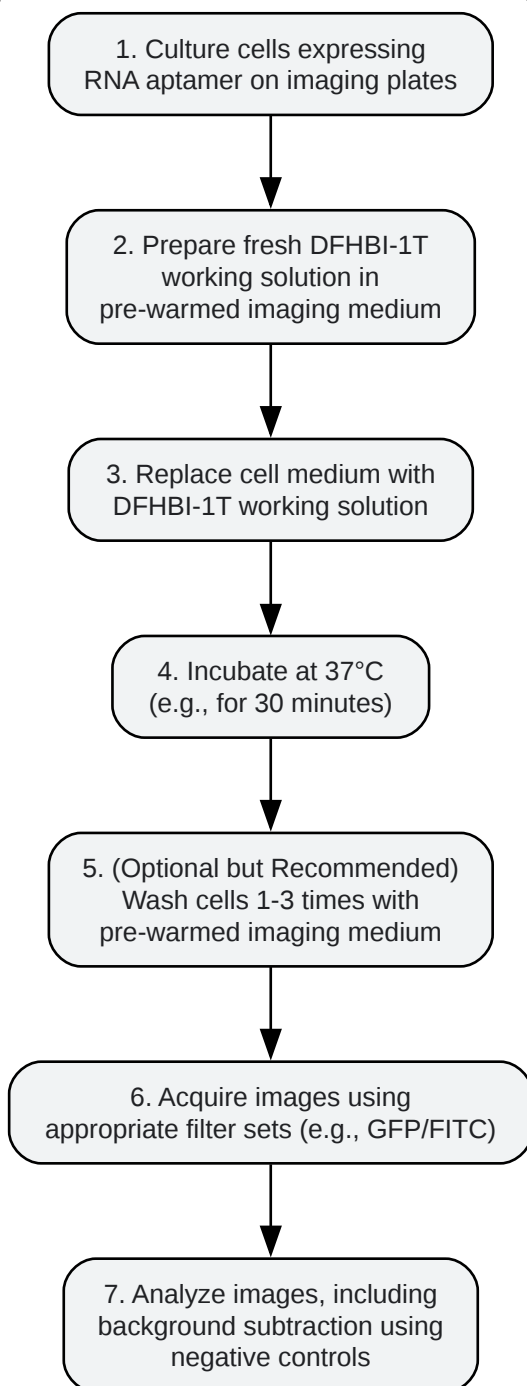 1. Culture cells expressing
RNA aptamer on imaging plates
2. Prepare fresh DFHBI-1T
working solution in
pre-warmed imaging medium
3. Replace cell medium with
DFHBI-1T working solution
4. Incubate at 37°C
(e.g., for 30 minutes)
5. (Optional but Recommended)
Wash cells 1-3 times with
pre-warmed imaging medium
6. Acquire images using
appropriate filter sets (e.g., GFP/FITC)
7. Analyze images, including
background subtraction using
negative controls